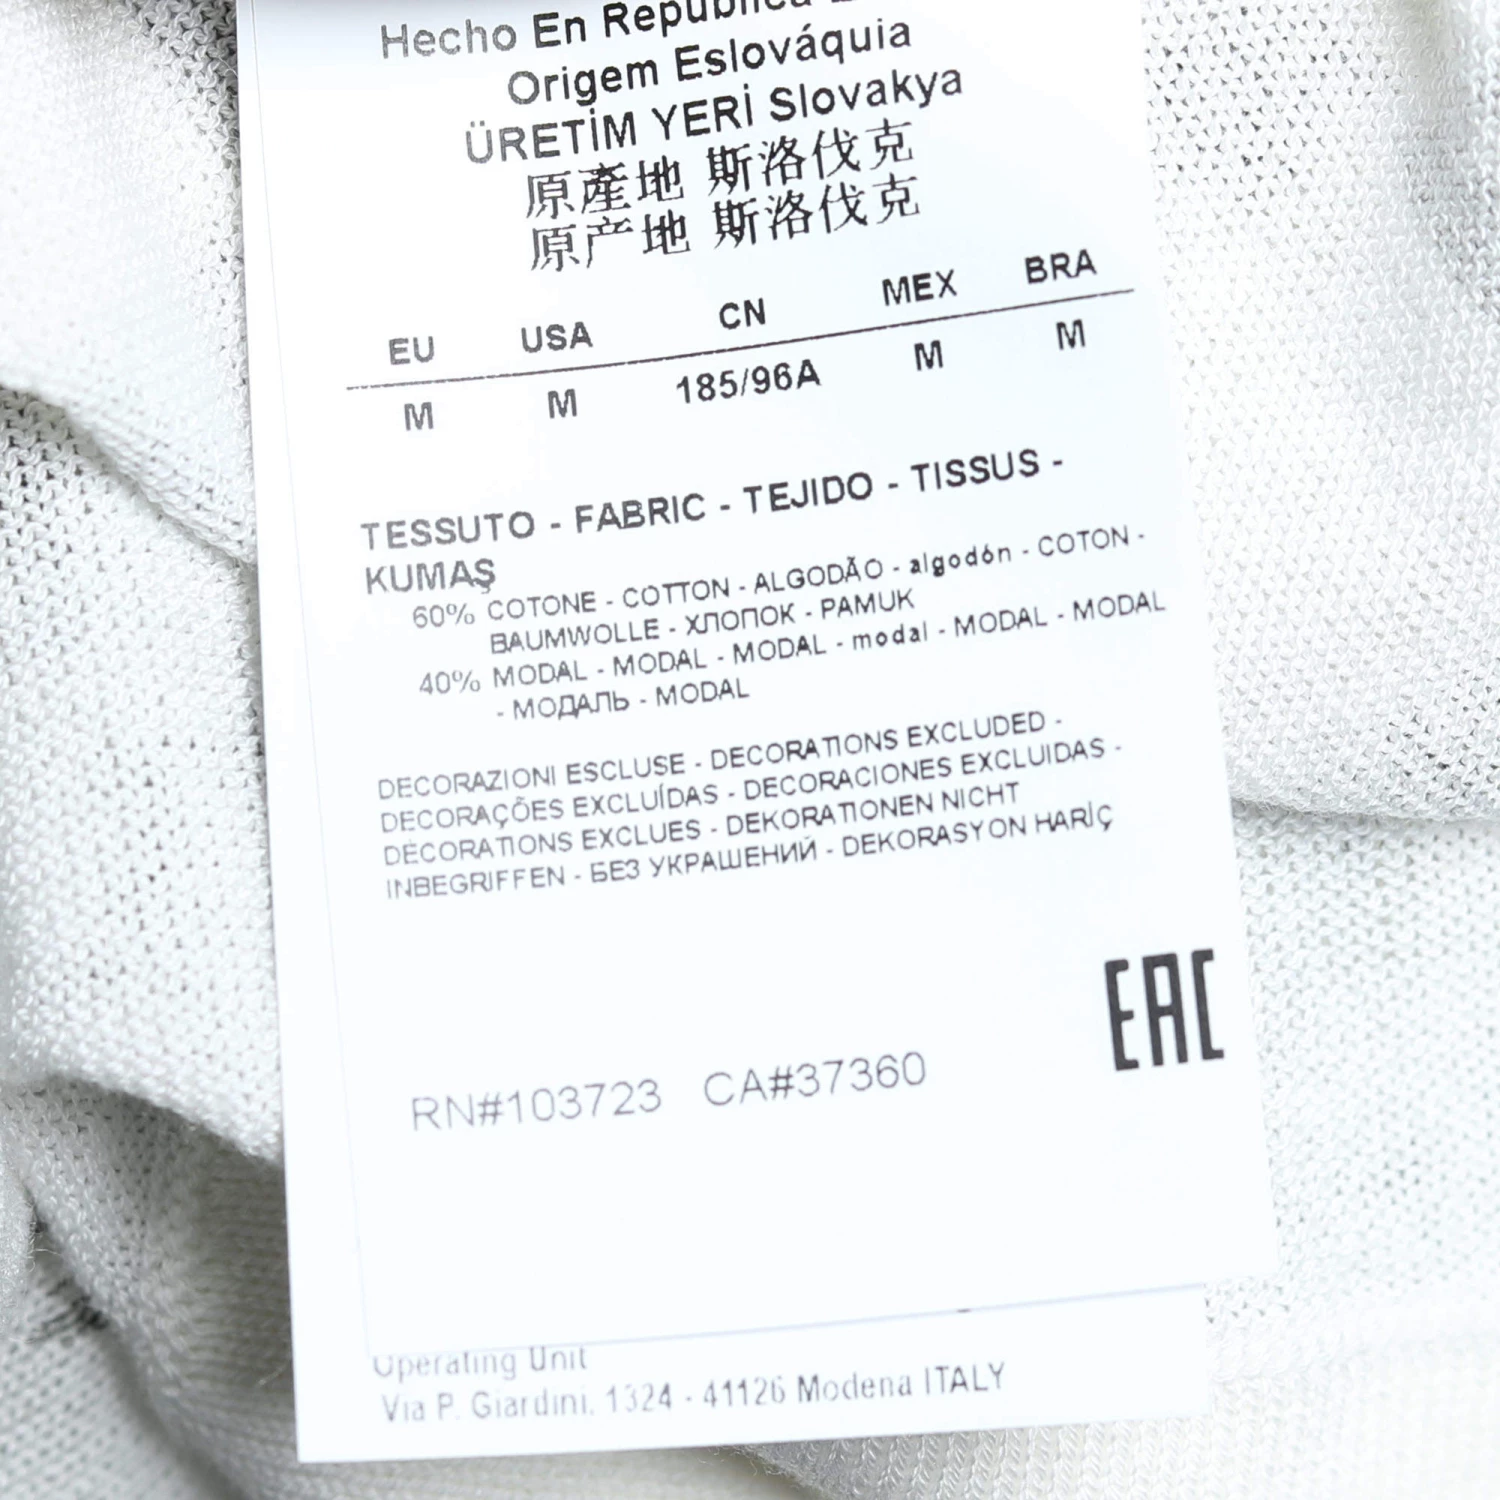 Hecho En República
Origem Eslováquia
ÜRETİM YERİ Slovakya
原產地 斯洛伐克
原产地 斯洛伐克
EU USA CN MEX BRA
M M 185/96A M M
TESSUTO - FABRIC - TEJIDO - TISSUS -
KUMAŞ
60% COTONE - COTTON - ALGODÃO - algodón - COTON -
BAUMWOLLE - ХЛОПОК - PAMUK
40% MODAL - MODAL - MODAL - modal - MODAL - MODAL
- МОДАЛЬ - MODAL
DECORAZIONI ESCLUSE - DECORATIONS EXCLUDED -
DECORAÇÕES EXCLUÍDAS - DECORACIONES EXCLUIDAS -
DECORATIONS EXCLUES - DEKORATIONEN NICHT
INBEGRIFFEN - БЕЗ УКРАШЕНИЙ - DEKORASYON HARİÇ
EAC
RN#103723 CA#37360
Operating Unit
Via P. Giardini, 1324 - 41126 Modena ITALY